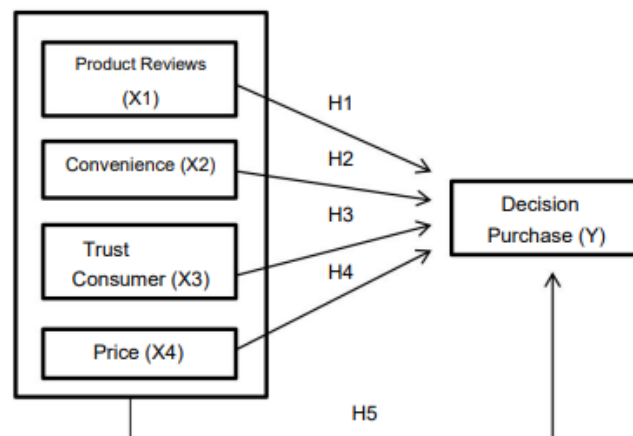 Product Reviews
(X1)
Convenience (X2)
Trust
Consumer (X3)
Price (X4)
H1
H2
H3
H4
Decision
Purchase (Y)
H5